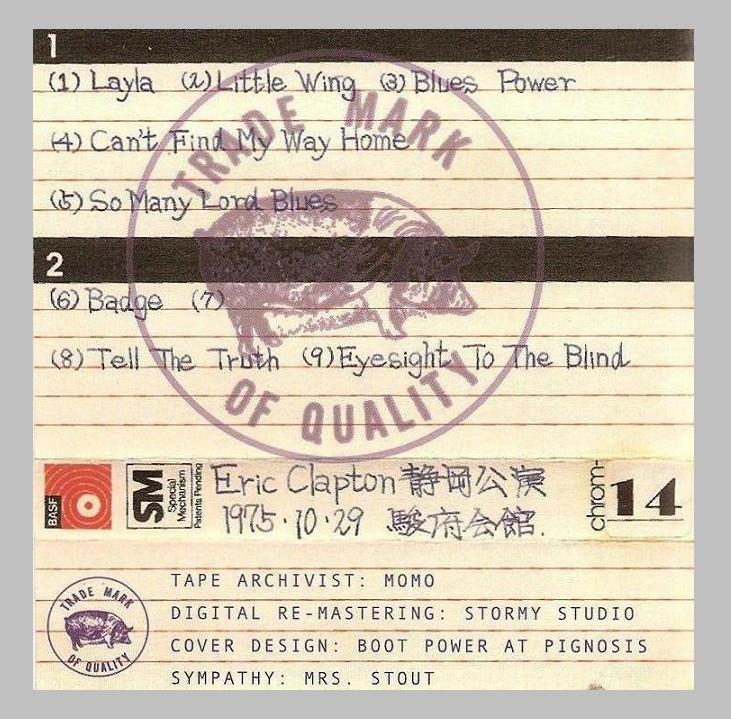 1
(1) Layla (2) Little Wing (3) Blues Power
(4) Can't Find My Way Home
(5) So Many Lord Blues
2
(6) Badge (7)
(8) Tell The Truth (9) Eyesight To The Blind
TRADE MARK
OF QUALITY
BASF
SM
Special
Mechanism
Patents Pending
Eric Clapton 静岡公演
1975・10・29 駿府会館.
chrom-
14
TRADE MARK
OF QUALITY
TAPE ARCHIVIST: MOMO
DIGITAL RE-MASTERING: STORMY STUDIO
COVER DESIGN: BOOT POWER AT PIGNOSIS
SYMPATHY: MRS. STOUT